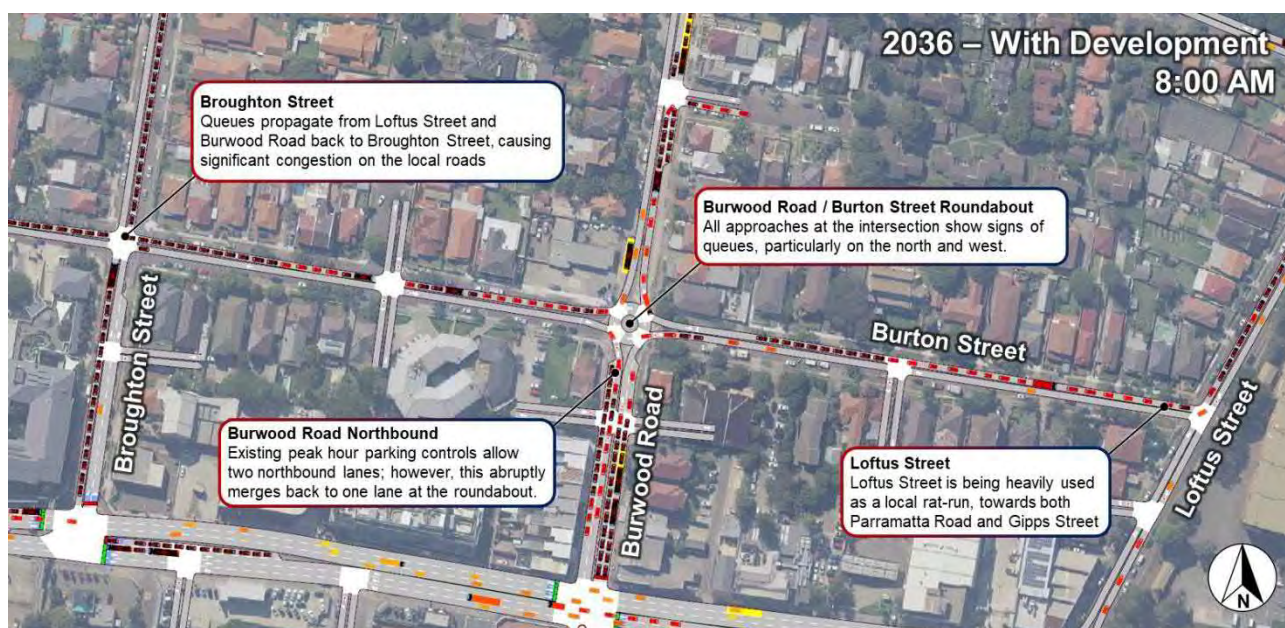 2036 – With Development
8:00 AM
Broughton Street
Queues propagate from Loftus Street and
Burwood Road back to Broughton Street, causing
significant congestion on the local roads
Burwood Road / Burton Street Roundabout
All approaches at the intersection show signs of
queues, particularly on the north and west.
Burton Street
Broughton Street
Burwood Road Northbound
Existing peak hour parking controls allow
two northbound lanes; however, this abruptly
merges back to one lane at the roundabout.
Burwood Road
Loftus Street
Loftus Street is being heavily used
as a local rat-run, towards both
Parramatta Road and Gipps Street
Loftus Street
N